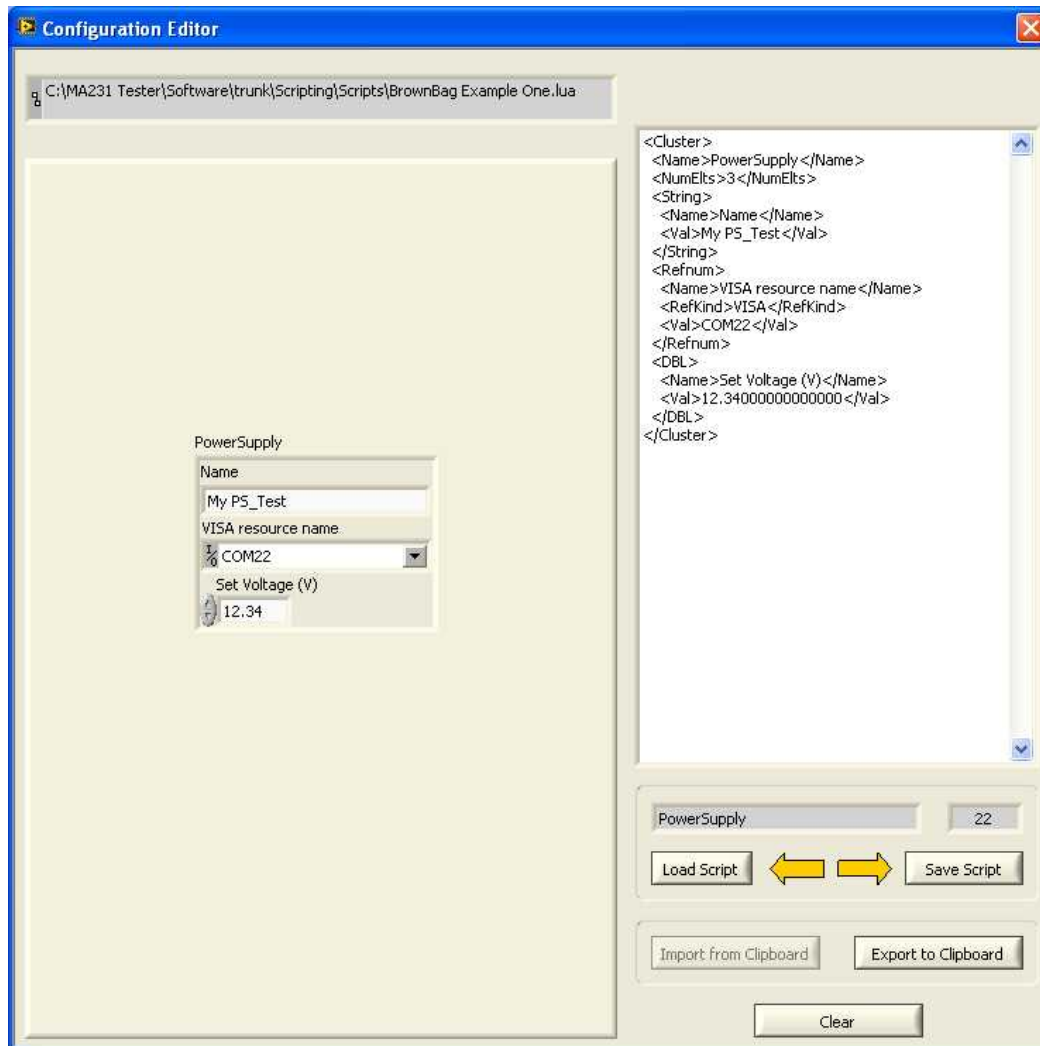 Configuration Editor
C:\MA231 Tester\Software\trunk\Scripting\Scripts\BrownBag Example One.lua
PowerSupply
Name
My PS_Test
VISA resource name
COM22
Set Voltage (V)
12.34
<Cluster>
<Name>PowerSupply</Name>
<NumElts>3</NumElts>
<String>
<Name>Name</Name>
<Val>My PS_Test</Val>
</String>
<Refnum>
<Name>VISA resource name</Name>
<RefKind>VISA</RefKind>
<Val>COM22</Val>
</Refnum>
<DBL>
<Name>Set Voltage (V)</Name>
<Val>12.34000000000000</Val>
</DBL>
</Cluster>
PowerSupply 22
Load Script Save Script
Import from Clipboard Export to Clipboard
Clear